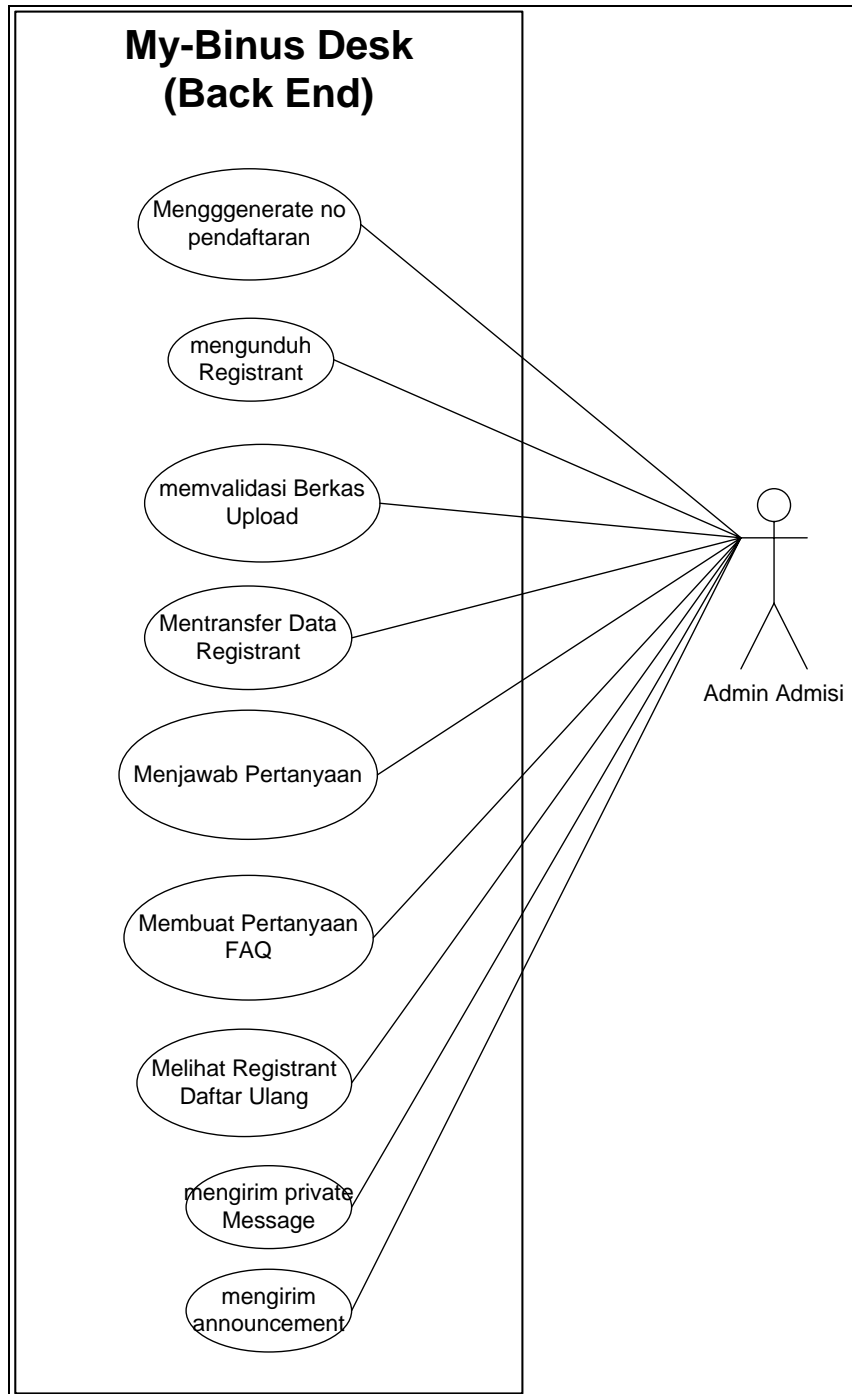 My-Binus Desk
(Back End)
Mengggenerate no
pendaftaran
mengunduh
Registrant
memvalidasi Berkas
Upload
Mentransfer Data
Registrant
Menjawab Pertanyaan
Membuat Pertanyaan
FAQ
Melihat Registrant
Daftar Ulang
mengirim private
Message
mengirim
announcement
Admin Admisi